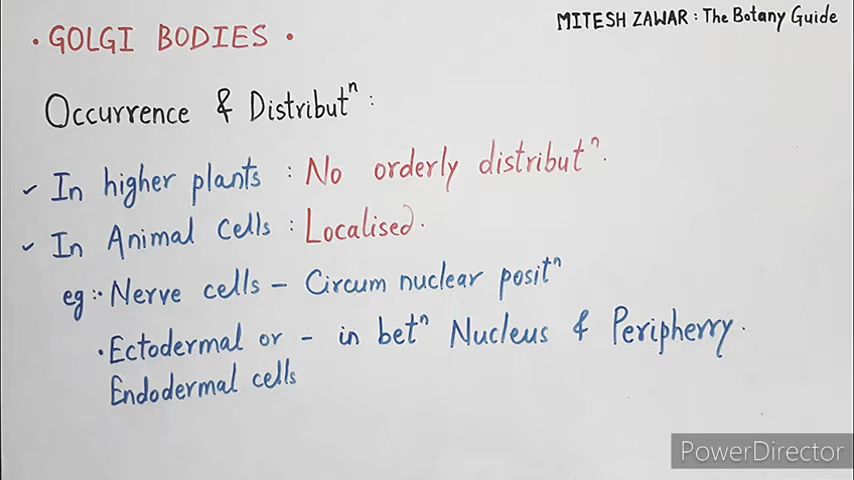 MITESH ZAWAR : The Botany Guide
• GOLGI BODIES •
Occurrence & Distributⁿ :
✓ In higher plants : No orderly distributⁿ.
✓ In Animal Cells : Localised.
eg :- Nerve cells - Circum nuclear positⁿ
• Ectodermal or - in betⁿ Nucleus & Peripherry.
Endodermal cells
PowerDirector